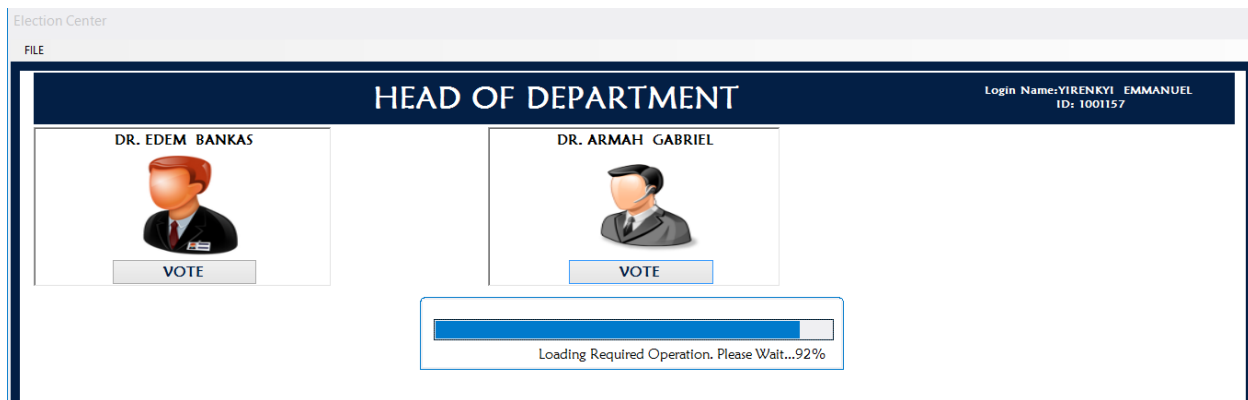 Election Center
FILE
HEAD OF DEPARTMENT
Login Name:YIRENKYI EMMANUEL
ID: 1001157
DR. EDEM BANKAS
DR. ARMAH GABRIEL
VOTE
VOTE
Loading Required Operation. Please Wait...92%